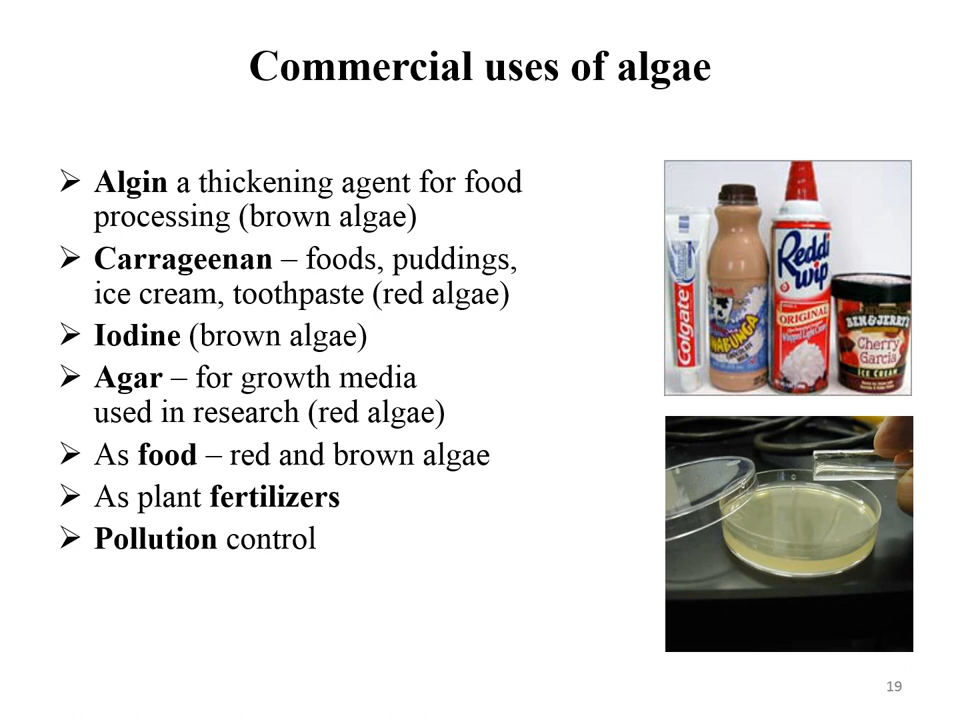 Commercial uses of algae
➢ Algin a thickening agent for food
processing (brown algae)
➢ Carrageenan – foods, puddings,
ice cream, toothpaste (red algae)
➢ Iodine (brown algae)
➢ Agar – for growth media
used in research (red algae)
➢ As food – red and brown algae
➢ As plant fertilizers
➢ Pollution control
Colgate
Reddi
wip
ORIGINAL
BEN & JERRY'S
Cherry
Garcia
ICE CREAM
19